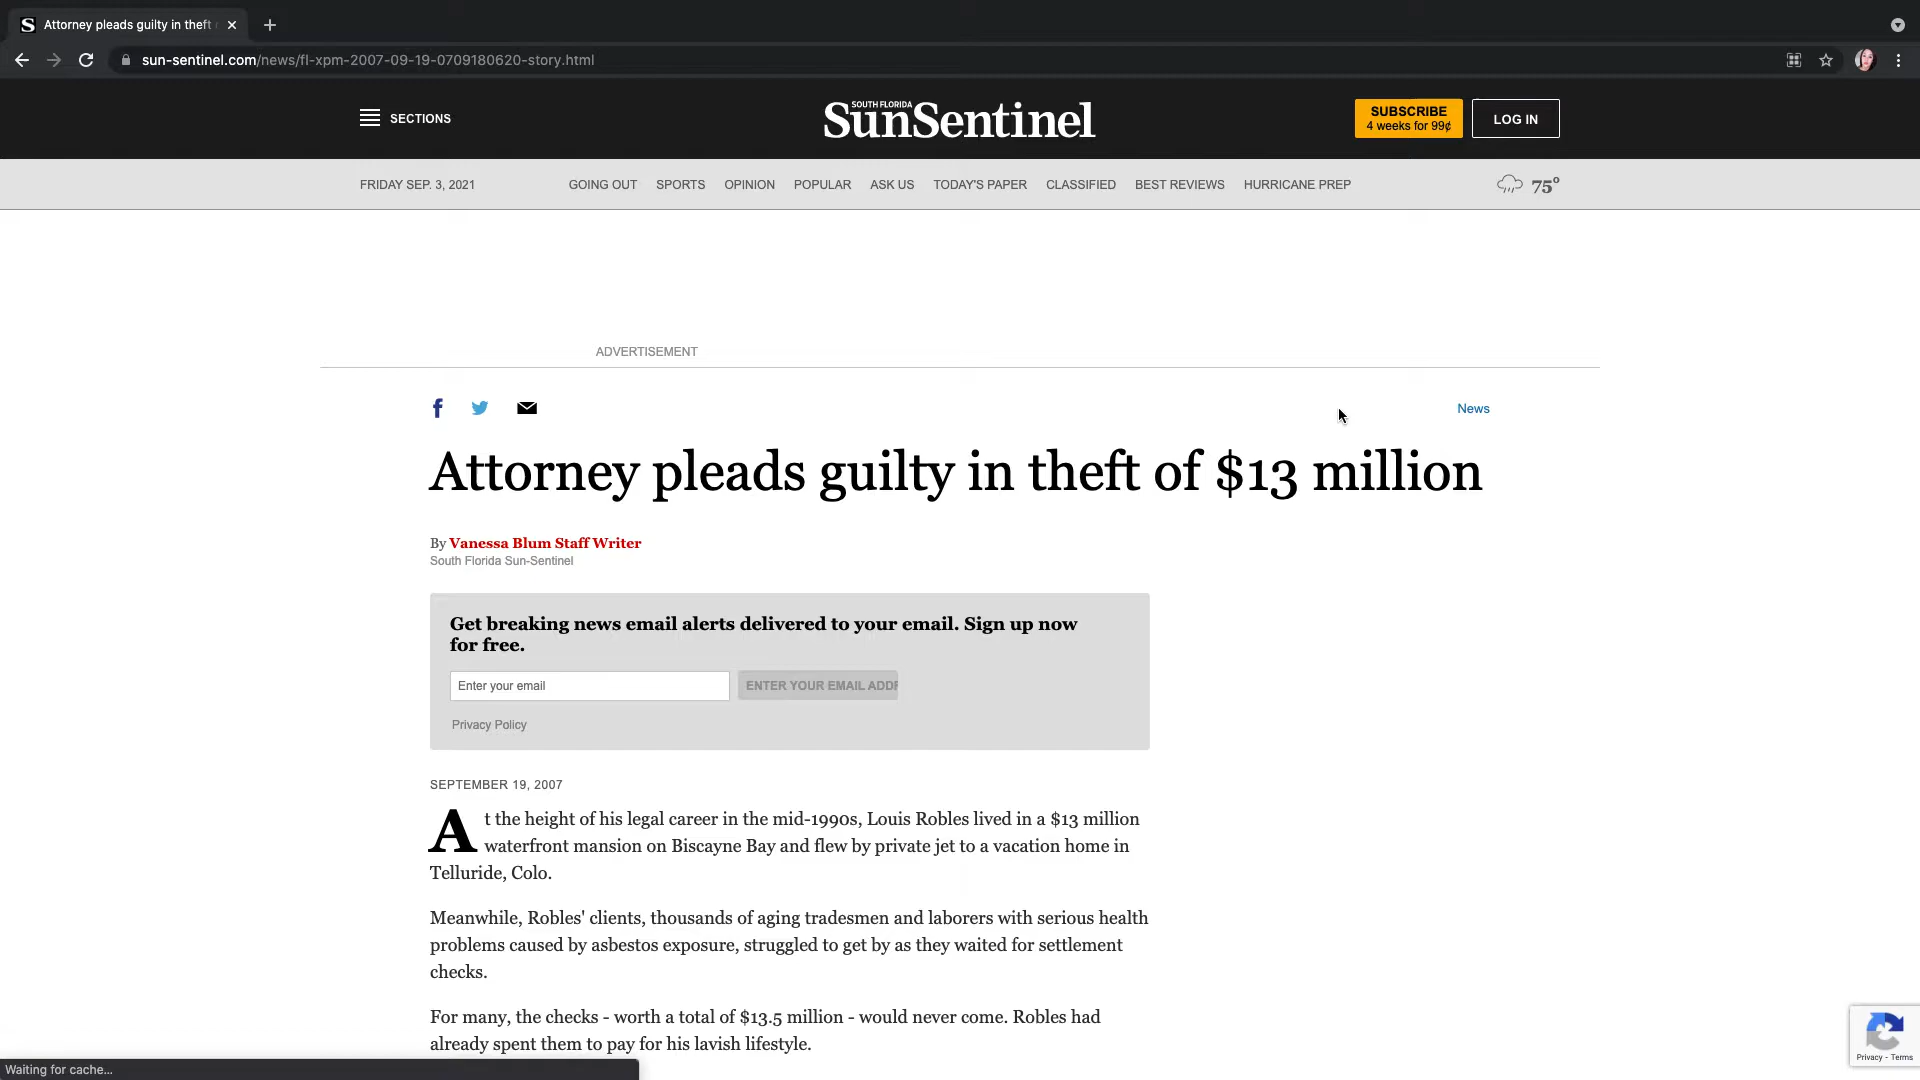 Attorney pleads guilty in theft
sun-sentinel.com/news/fl-xpm-2007-09-19-0709180620-story.html
SECTIONS
SOUTH FLORIDA
SunSentinel
SUBSCRIBE
4 weeks for 99¢
LOG IN
FRIDAY SEP. 3, 2021
GOING OUT SPORTS OPINION POPULAR ASK US TODAY'S PAPER CLASSIFIED BEST REVIEWS HURRICANE PREP
75°
ADVERTISEMENT
News
Attorney pleads guilty in theft of $13 million
By Vanessa Blum Staff Writer
South Florida Sun-Sentinel
Get breaking news email alerts delivered to your email. Sign up now
for free.
Enter your email
ENTER YOUR EMAIL ADDR
Privacy Policy
SEPTEMBER 19, 2007
At the height of his legal career in the mid-1990s, Louis Robles lived in a $13 million
waterfront mansion on Biscayne Bay and flew by private jet to a vacation home in
Telluride, Colo.
Meanwhile, Robles' clients, thousands of aging tradesmen and laborers with serious health
problems caused by asbestos exposure, struggled to get by as they waited for settlement
checks.
For many, the checks - worth a total of $13.5 million - would never come. Robles had
already spent them to pay for his lavish lifestyle.
Privacy - Terms
Waiting for cache...